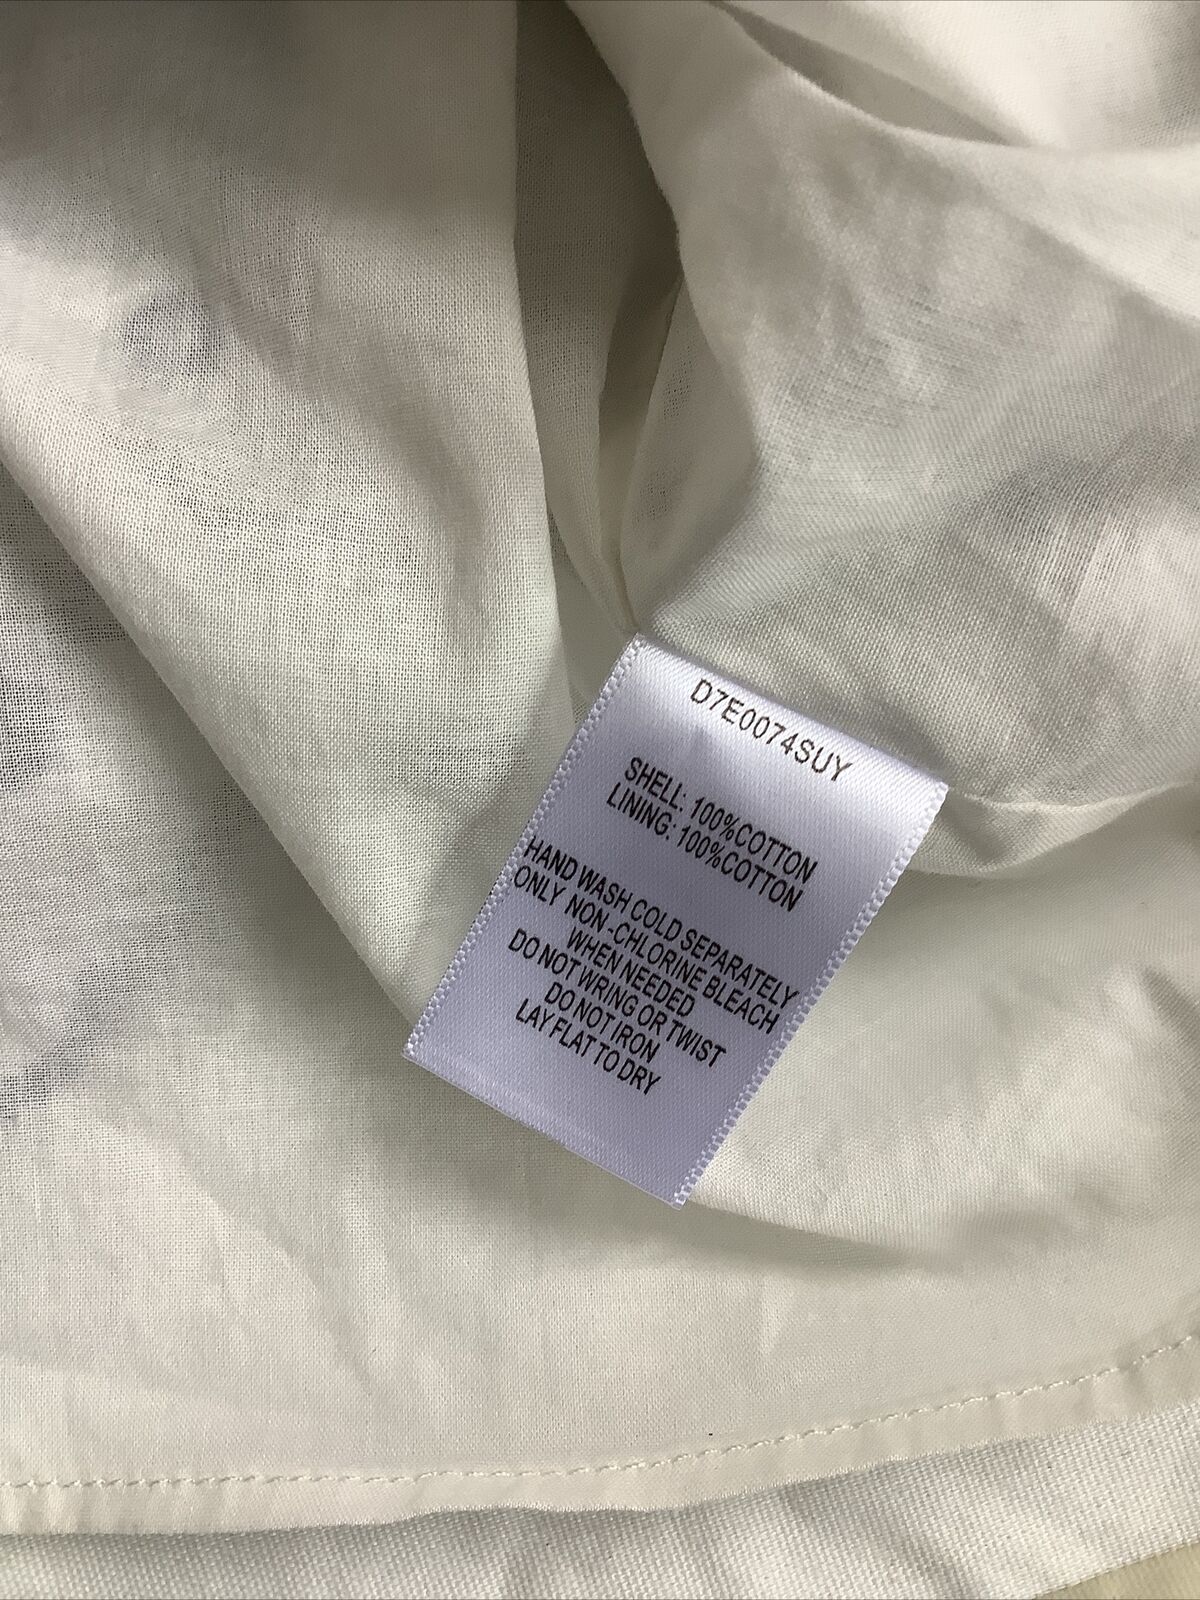 D7E0074SUY
SHELL: 100%COTTON
LINING: 100%COTTON
HAND WASH COLD SEPARATELY
ONLY NON-CHLORINE BLEACH
WHEN NEEDED
DO NOT WRING OR TWIST
DO NOT IRON
LAY FLAT TO DRY